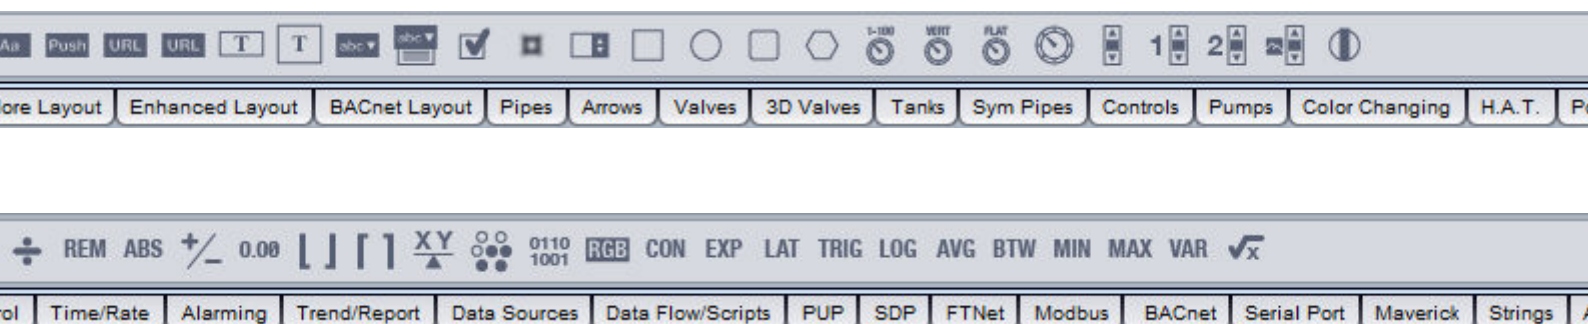 Aa Push URL URL T T abc abc 1-100 VERT FLAT 1 2
ore Layout Enhanced Layout BACnet Layout Pipes Arrows Valves 3D Valves Tanks Sym Pipes Controls Pumps Color Changing H.A.T. Po
÷ REM ABS +/− 0.00 ⌊ ⌋ ⌈ ⌉ XY 0110 1001 RGB CON EXP LAT TRIG LOG AVG BTW MIN MAX VAR √x
rol Time/Rate Alarming Trend/Report Data Sources Data Flow/Scripts PUP SDP FTNet Modbus BACnet Serial Port Maverick Strings